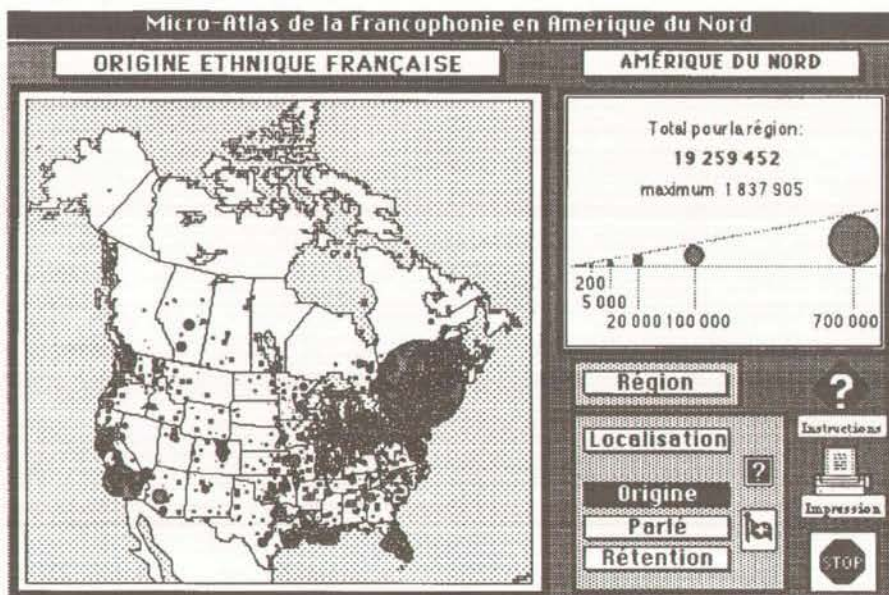 Micro-Atlas de la Francophonie en Amérique du Nord
ORIGINE ETHNIQUE FRANÇAISE
AMÉRIQUE DU NORD
Total pour la région:
19 259 452
maximum 1 837 905
200
5 000
20 000 100 000
700 000
Région
?
Instructions
Localisation
?
Origine
Parlé
Rétention
Impression
STOP